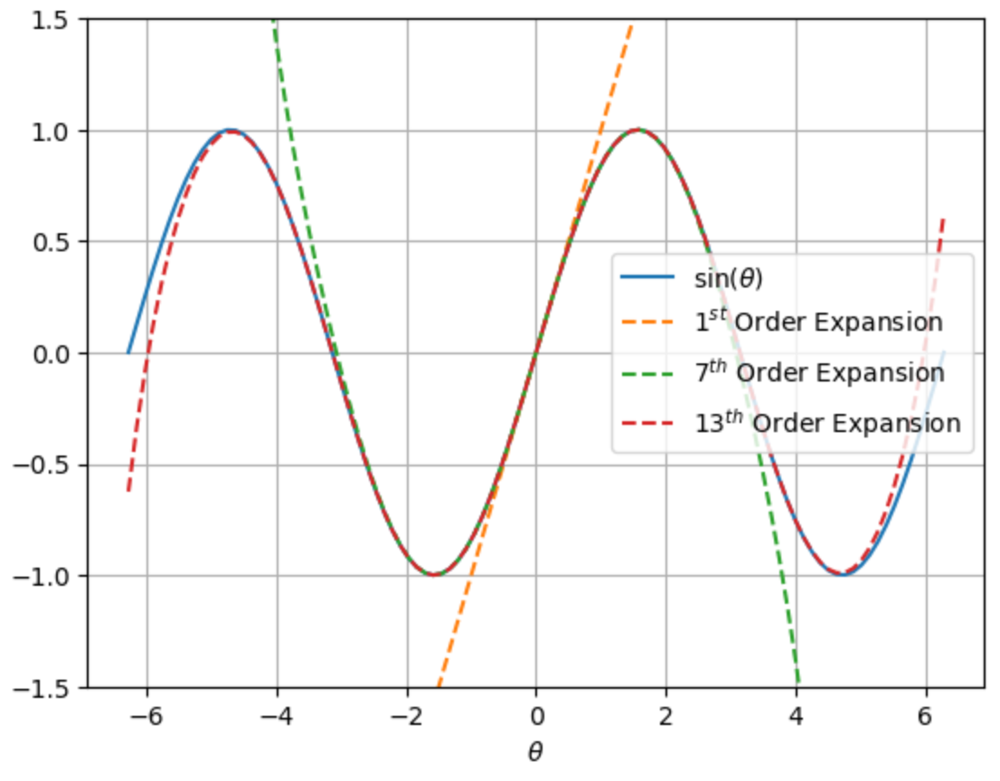 1.5
1.0
0.5
0.0
−0.5
−1.0
−1.5
sin(θ)
1st Order Expansion
7th Order Expansion
13th Order Expansion
−6 −4 −2 0 2 4 6
θ